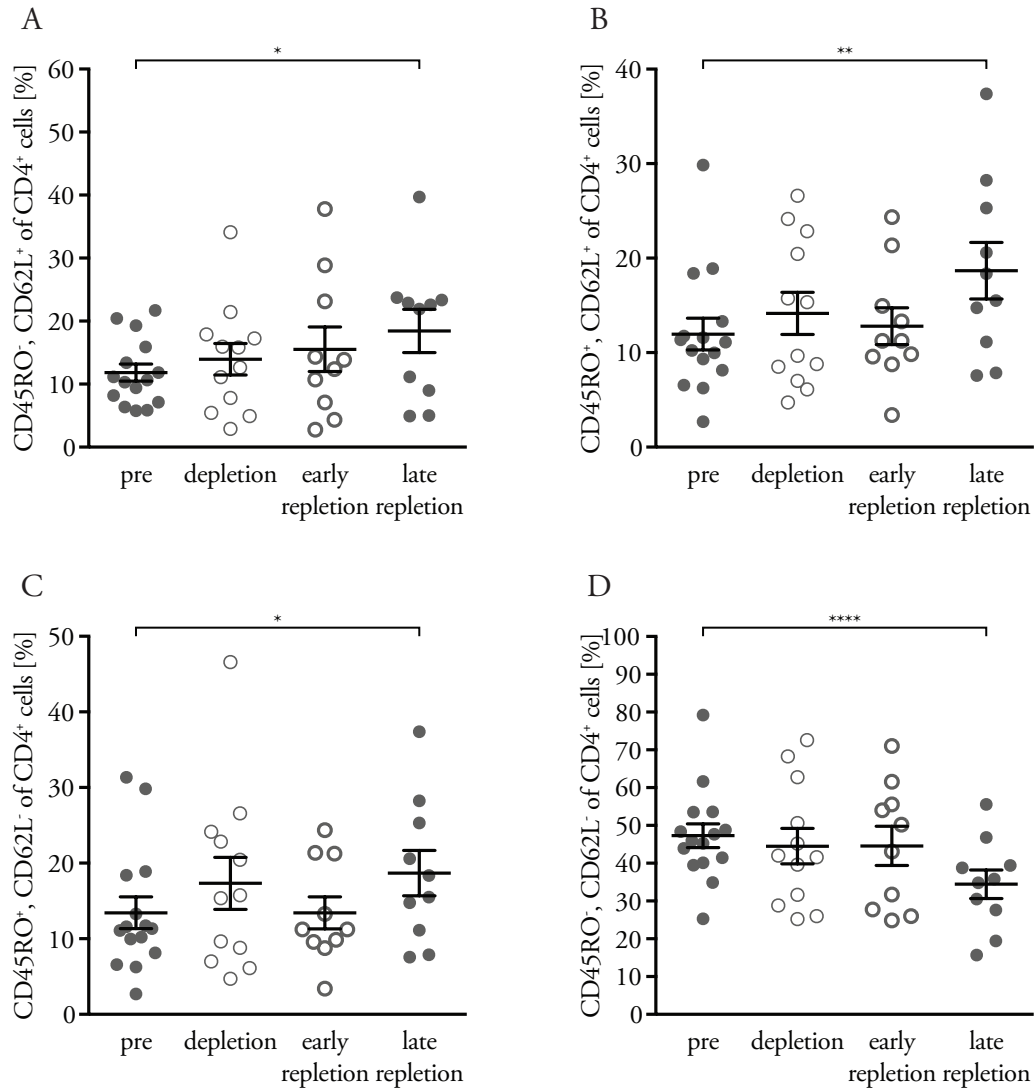 A
*
CD45RO⁻, CD62L⁺ of CD4⁺ cells [%]
60
50
40
30
20
10
0
pre
depletion
early
repletion
late
repletion
B
**
CD45RO⁺, CD62L⁺ of CD4⁺ cells [%]
40
30
20
10
0
pre
depletion
early
repletion
late
repletion
C
*
CD45RO⁺, CD62L⁻ of CD4⁺ cells [%]
50
40
30
20
10
0
pre
depletion
early
repletion
late
repletion
D
****
CD45RO⁻, CD62L⁻ of CD4⁺ cells [%]
100
90
80
70
60
50
40
30
20
10
0
pre
depletion
early
repletion
late
repletion